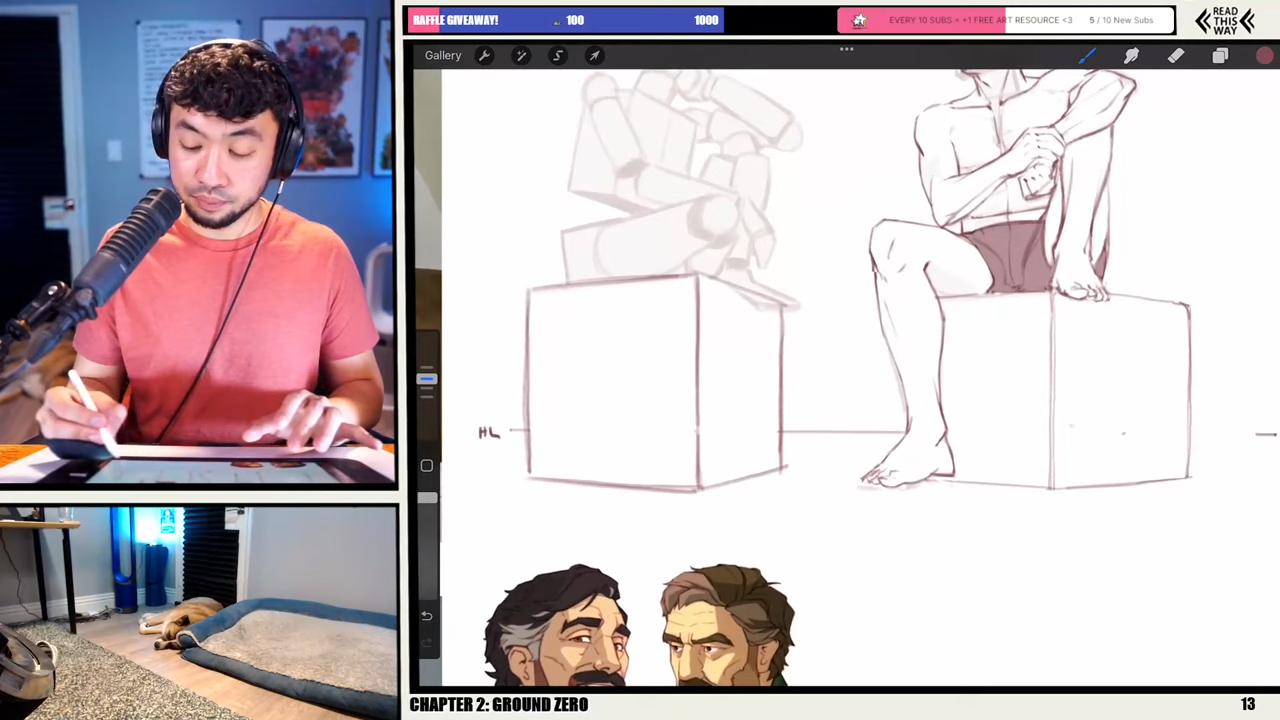 RAFFLE GIVEAWAY!
100
1000
EVERY 10 SUBS = +1 FREE ART RESOURCE <3
5 / 10 New Subs
READ
THIS
WAY
Gallery
HL
CHAPTER 2: GROUND ZERO
13